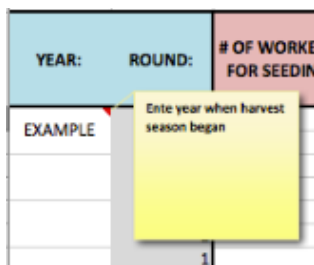 YEAR: ROUND: # OF WORKE
FOR SEEDIN
EXAMPLE
Ente year when harvest
season began
1